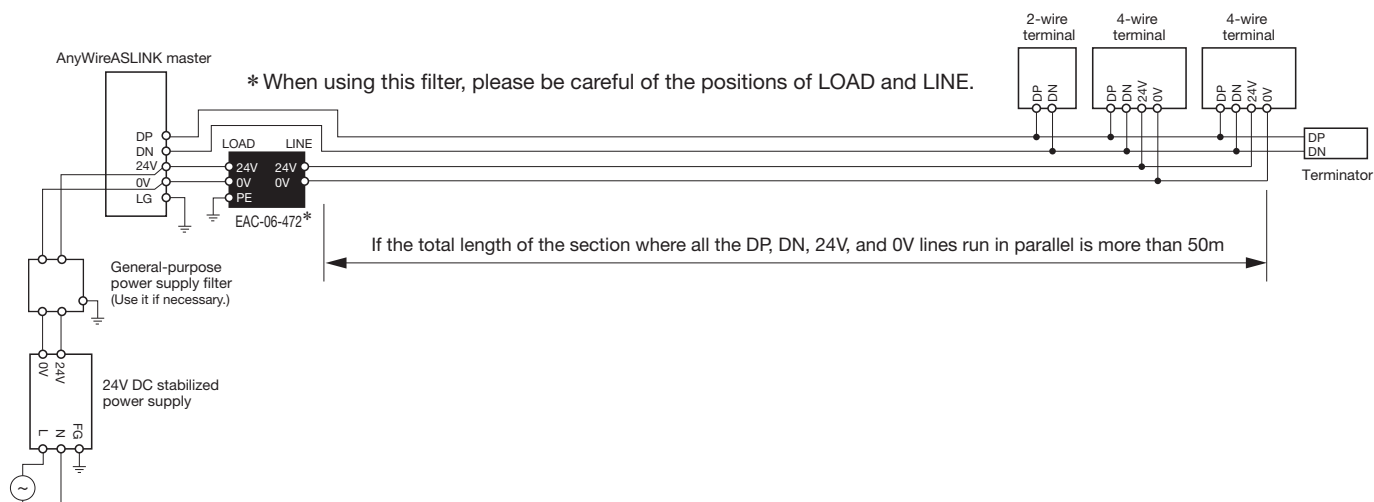 2-wire
terminal
4-wire
terminal
4-wire
terminal
AnyWireASLINK master
* When using this filter, please be careful of the positions of LOAD and LINE.
DP
DN
DP
DN
24V
0V
DP
DN
24V
0V
DP
DN
24V
0V
LG
LOAD LINE
24V 24V
0V 0V
PE
EAC-06-472*
DP
DN
Terminator
If the total length of the section where all the DP, DN, 24V, and 0V lines run in parallel is more than 50m
General-purpose
power supply filter
(Use it if necessary.)
0V
24V
24V DC stabilized
power supply
L
N
FG
~